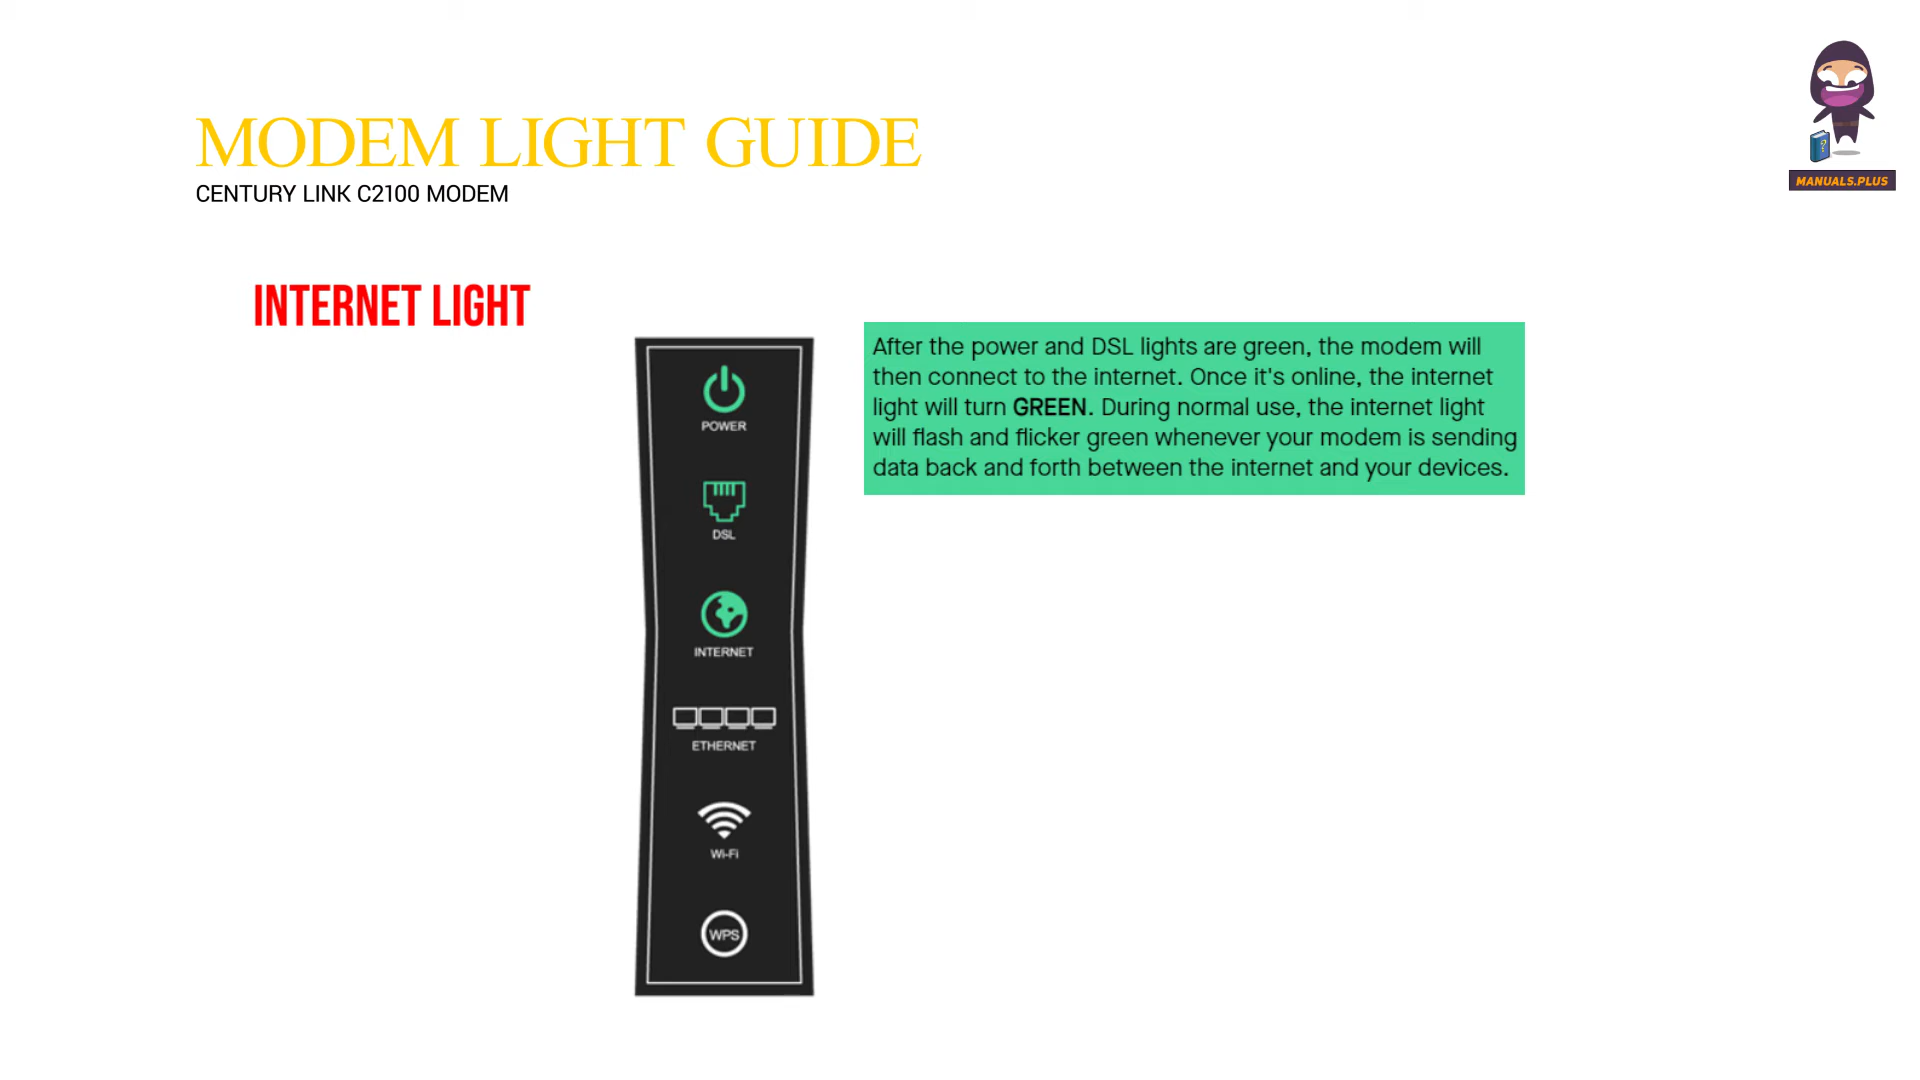 MODEM LIGHT GUIDE
CENTURY LINK C2100 MODEM
MANUALS.PLUS
INTERNET LIGHT
After the power and DSL lights are green, the modem will
then connect to the internet. Once it's online, the internet
light will turn GREEN. During normal use, the internet light
will flash and flicker green whenever your modem is sending
data back and forth between the internet and your devices.
POWER
DSL
INTERNET
ETHERNET
Wi-Fi
WPS
?